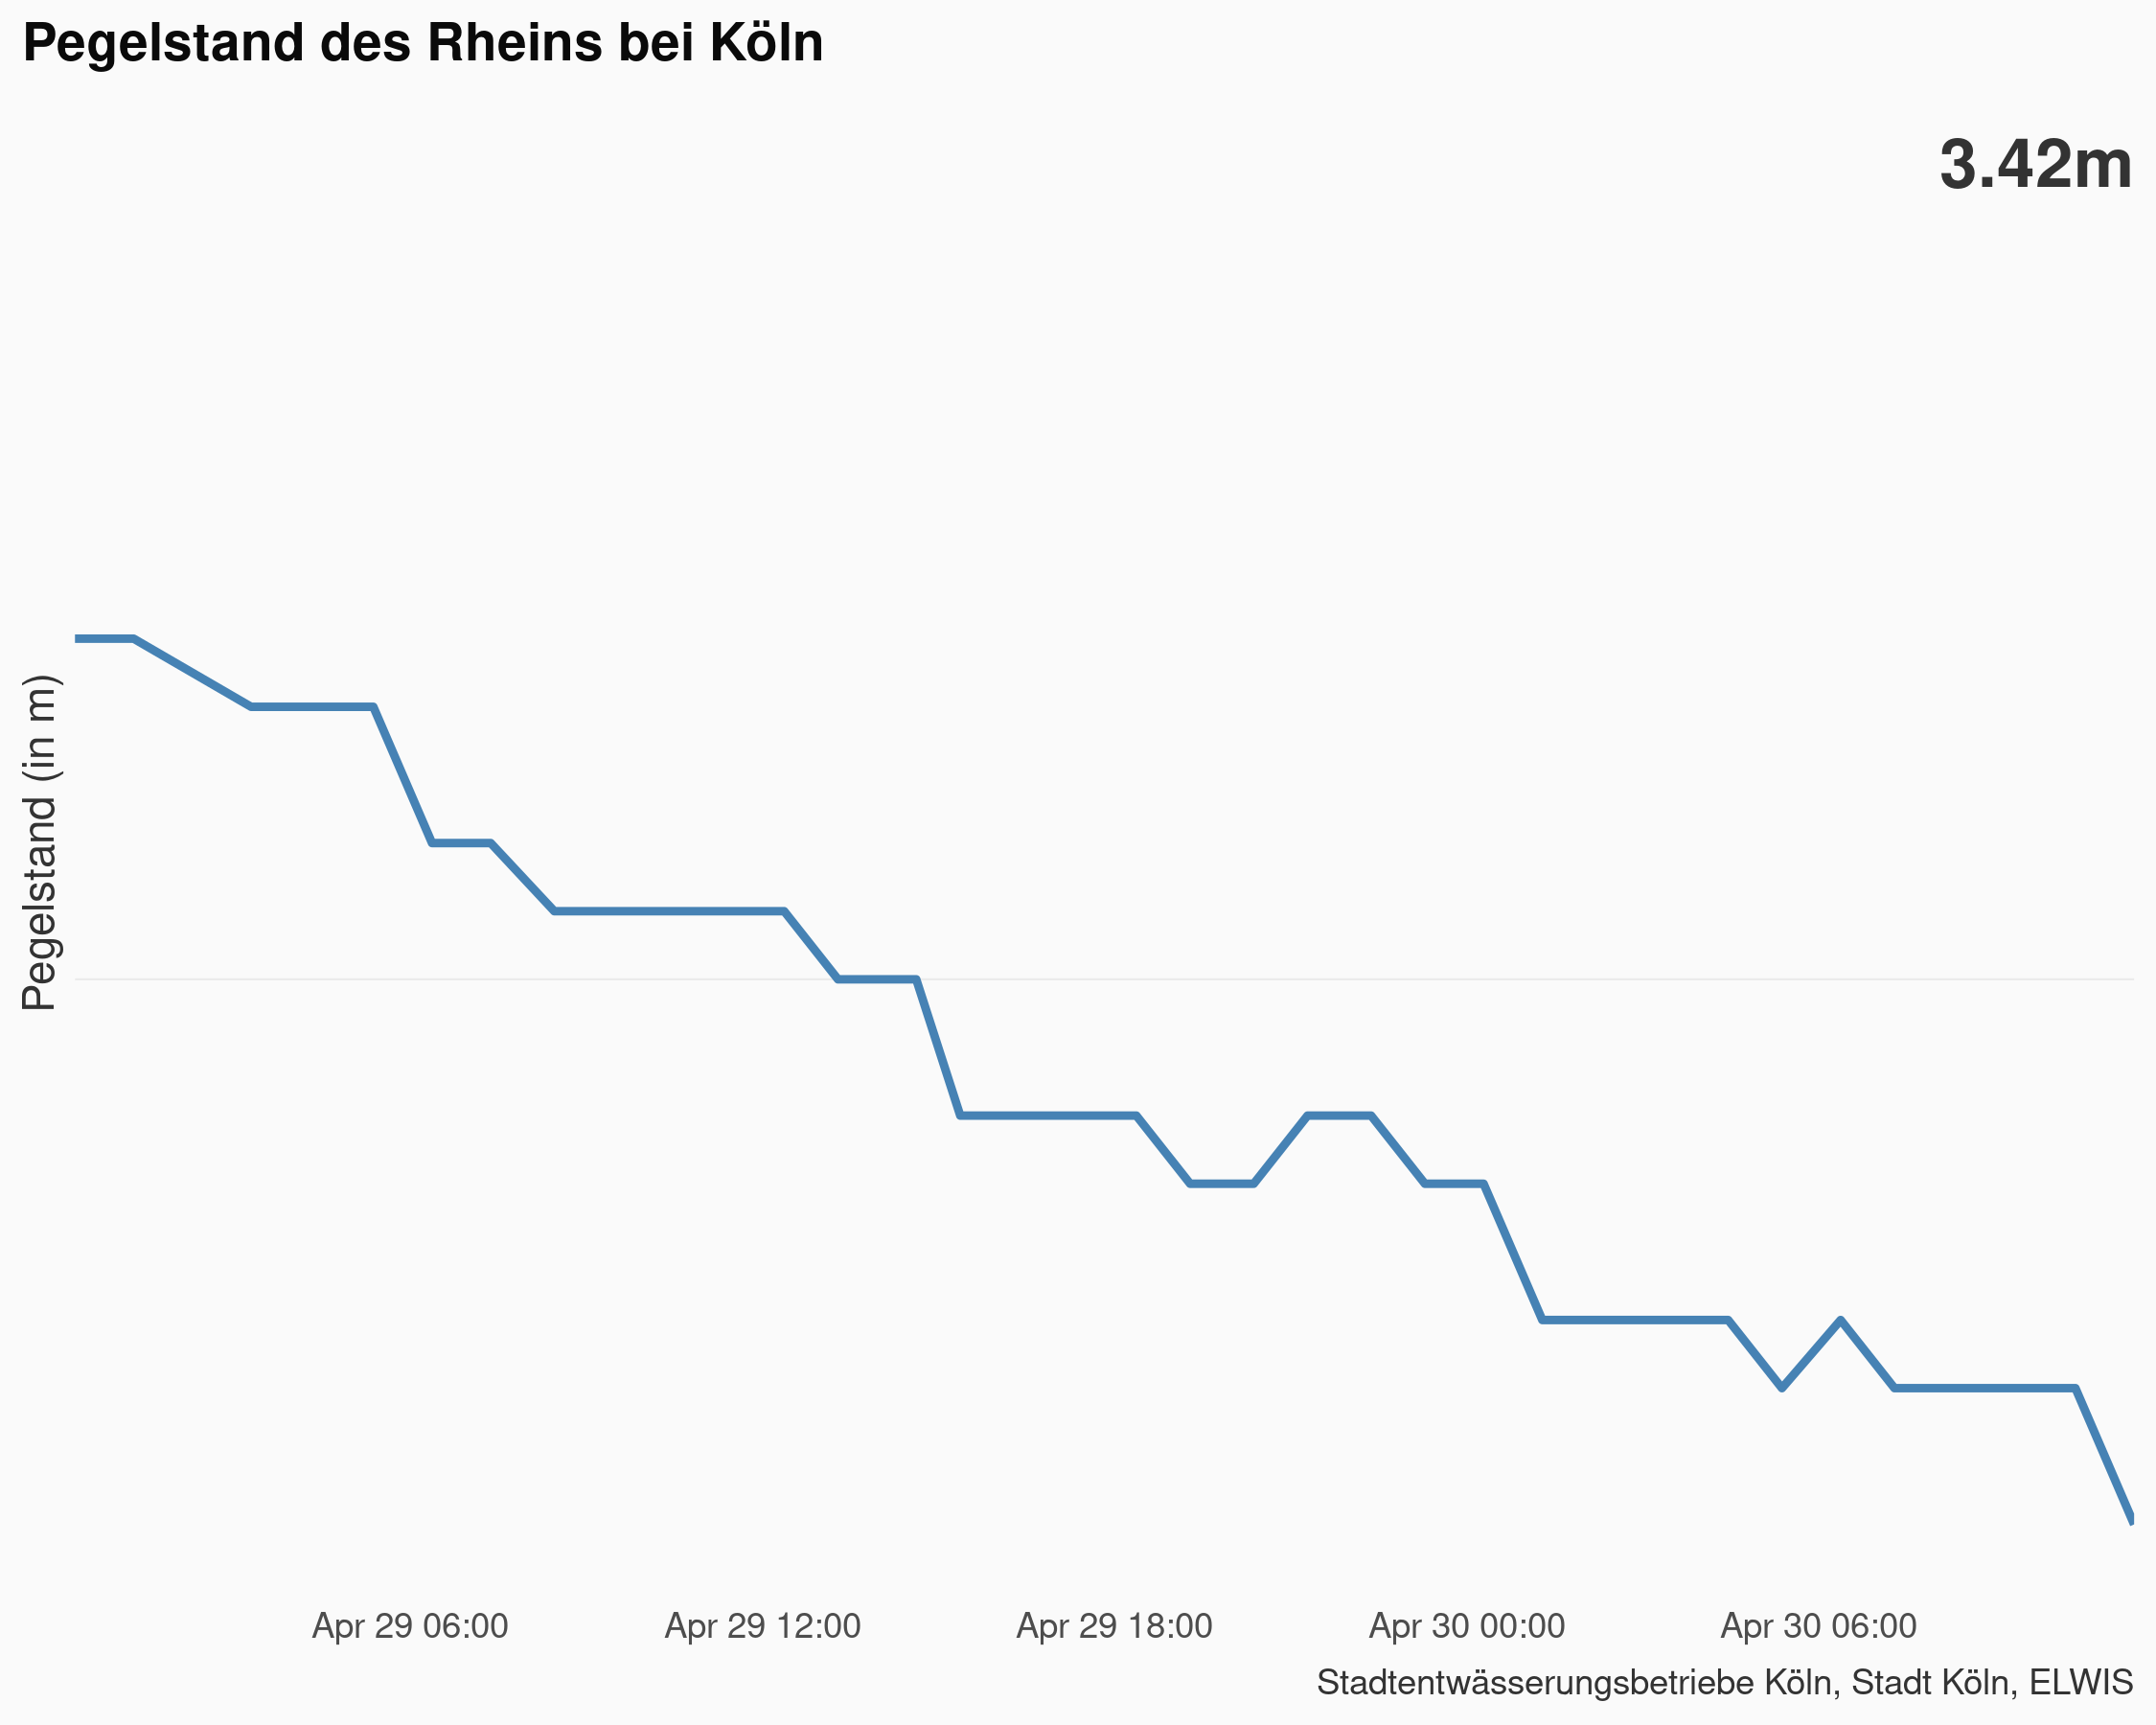 Pegelstand des Rheins bei Köln
3.42m
Pegelstand (in m)
Apr 29 06:00
Apr 29 12:00
Apr 29 18:00
Apr 30 00:00
Apr 30 06:00
Stadtentwässerungsbetriebe Köln, Stadt Köln, ELWIS